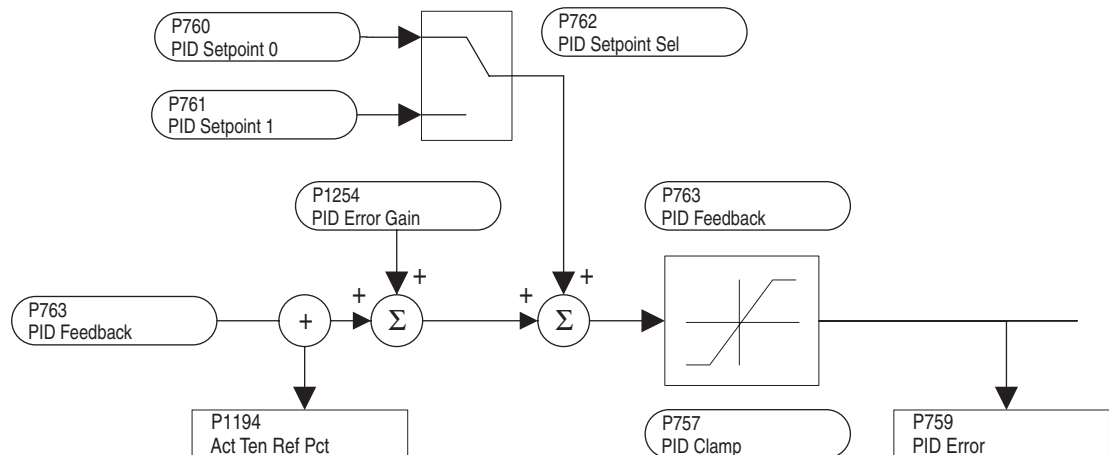 P760
PID Setpoint 0
P762
PID Setpoint Sel
P761
PID Setpoint 1
P1254
PID Error Gain
P763
PID Feedback
+
+
+
+
P763
PID Feedback
+
Σ
Σ
P1194
Act Ten Ref Pct
P757
PID Clamp
P759
PID Error